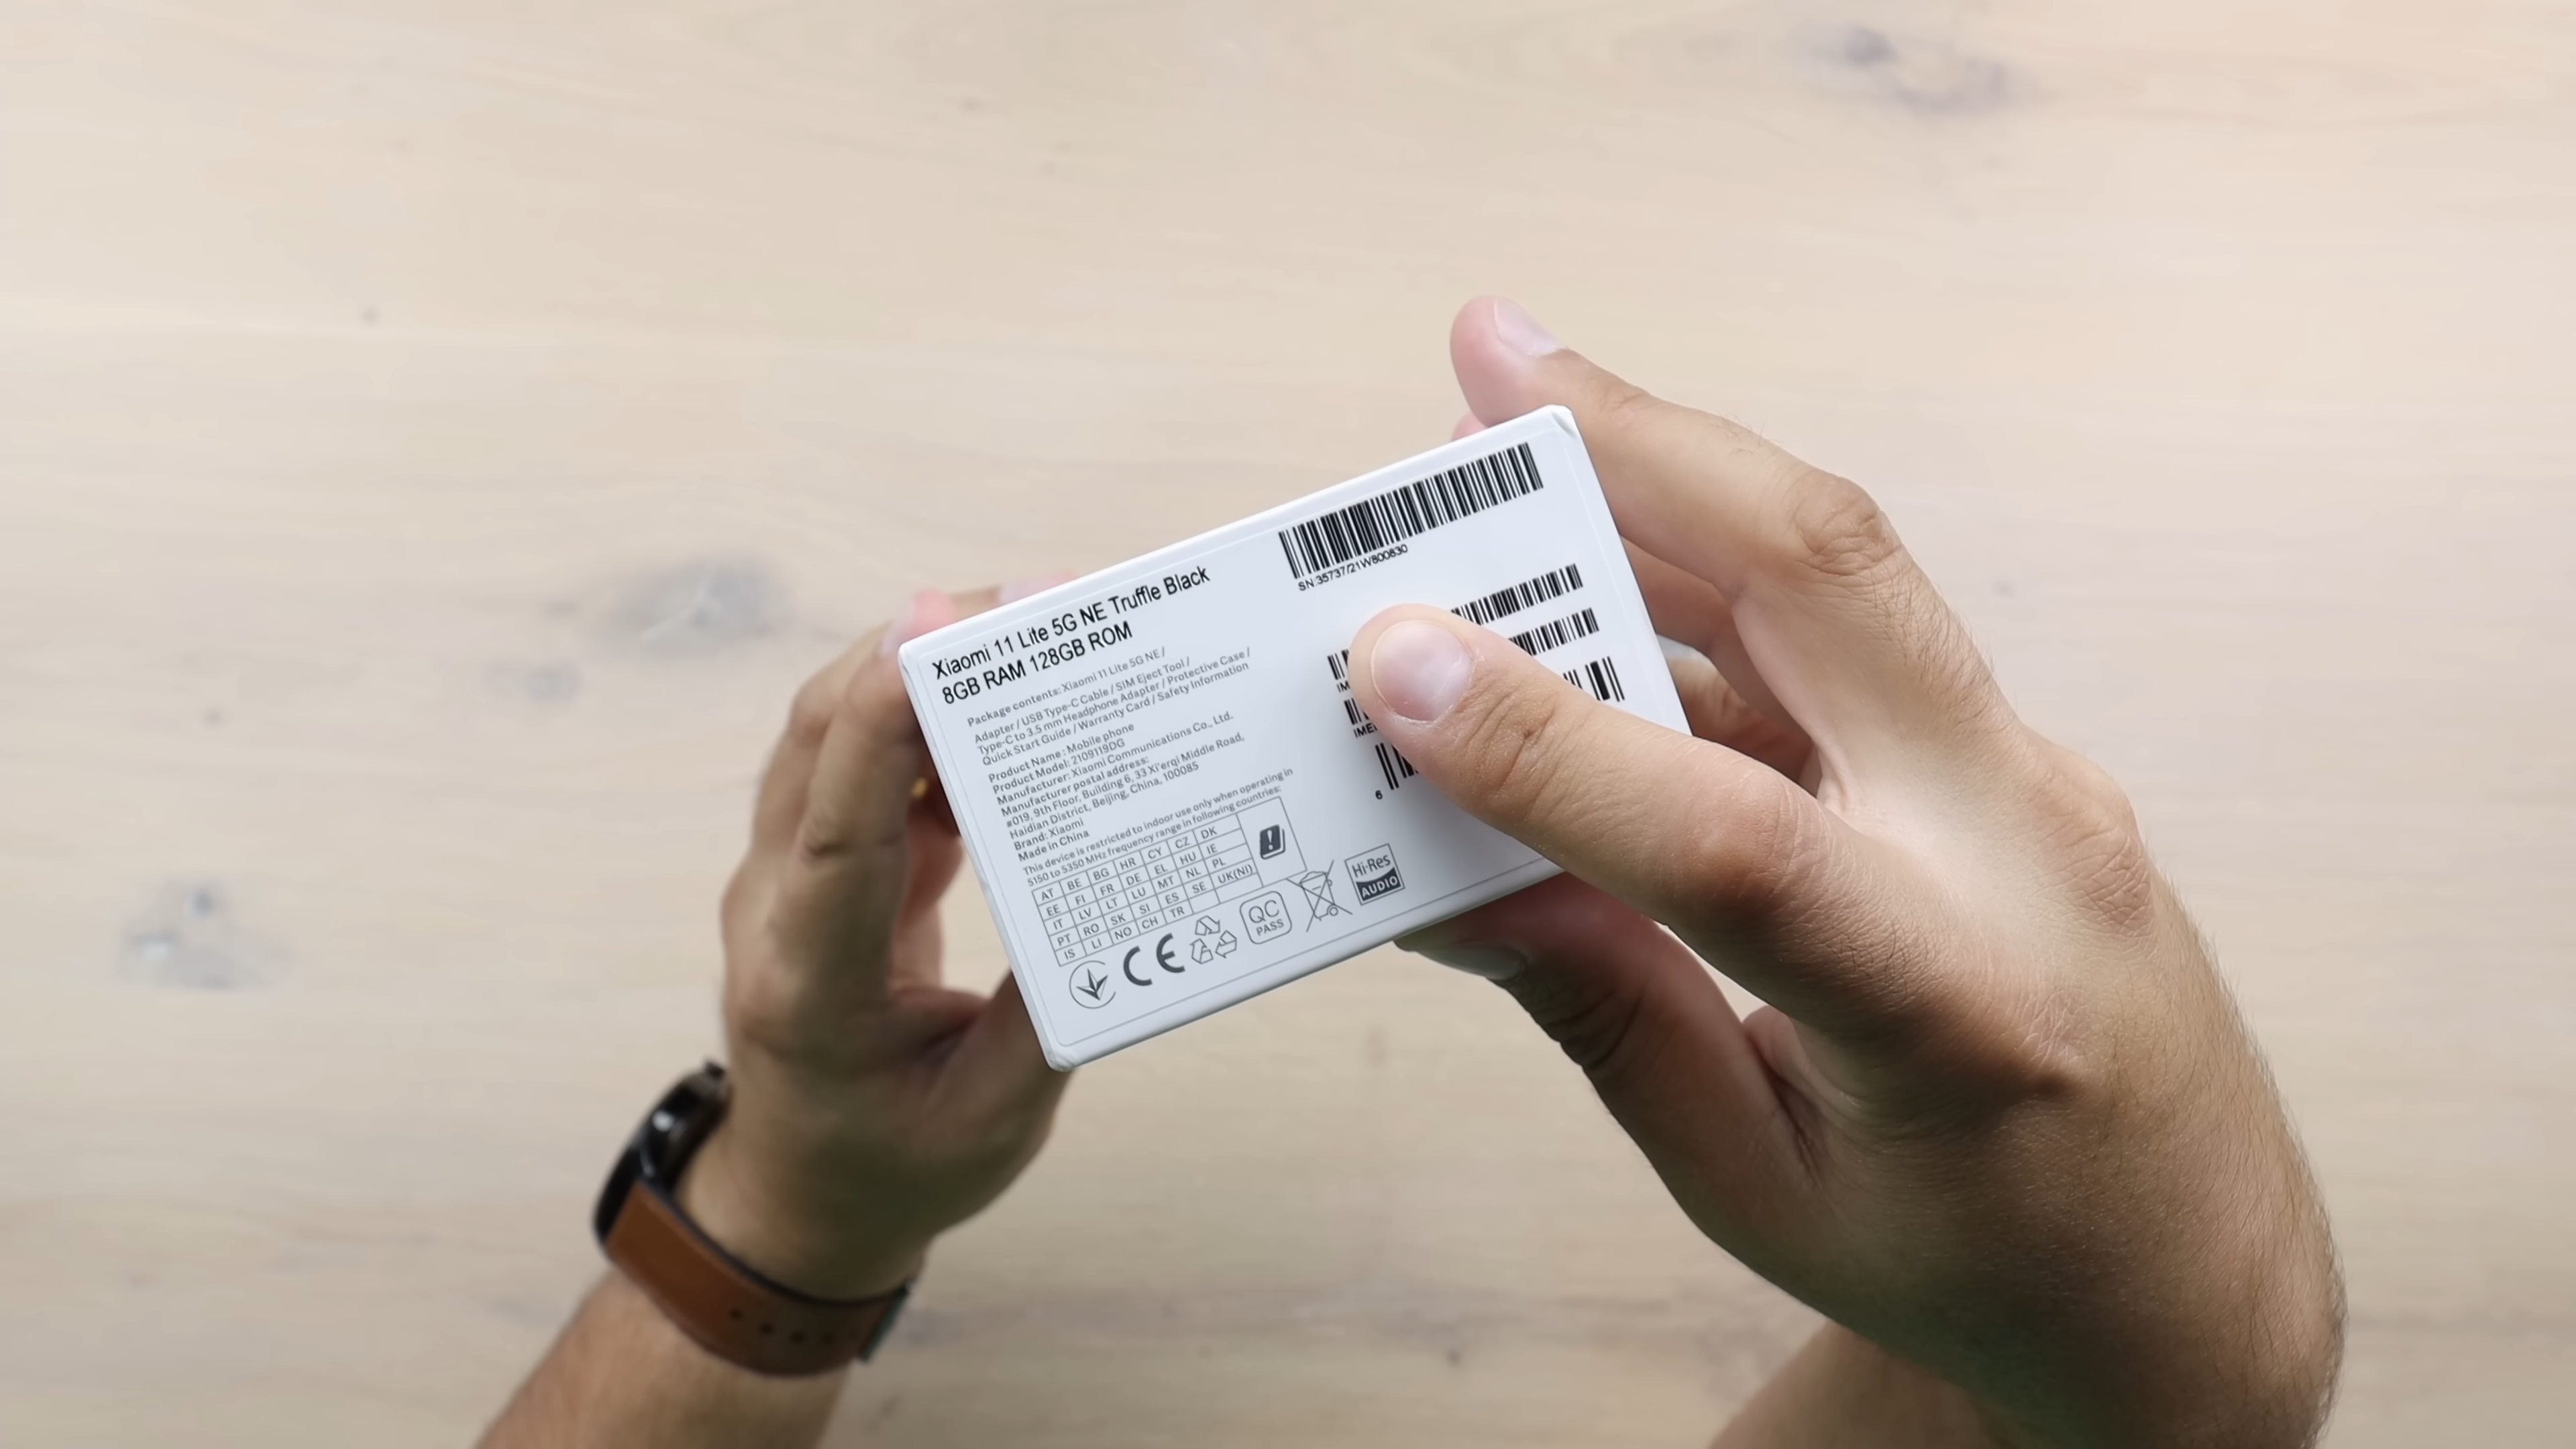 Xiaomi 11 Lite 5G NE Truffle Black
8GB RAM 128GB ROM
Package contents: Xiaomi 11 Lite 5G NE /
Adapter / USB Type-C Cable / SIM Eject Tool /
Type-C to 3.5 mm Headphone Adapter / Protective Case /
Quick Start Guide / Warranty Card / Safety Information
Product Name : Mobile phone
Product Model: 2109119DG
Manufacturer: Xiaomi Communications Co., Ltd.
Manufacturer postal address:
#019, 9th Floor, Building 6, 33 Xi'erqi Middle Road,
Haidian District, Beijing, China, 100085
Brand: Xiaomi
Made in China
This device is restricted to indoor use only when operating in
5150 to 5350 MHz frequency range in following countries:
AT BE BG HR CY CZ DK
EE FI FR DE EL HU IE
IT LV LT LU MT NL PL
PT RO SK SI ES SE UK(NI)
IS LI NO CH TR
CE
QC
PASS
Hi-Res
AUDIO
SN:35737/21W800830
6